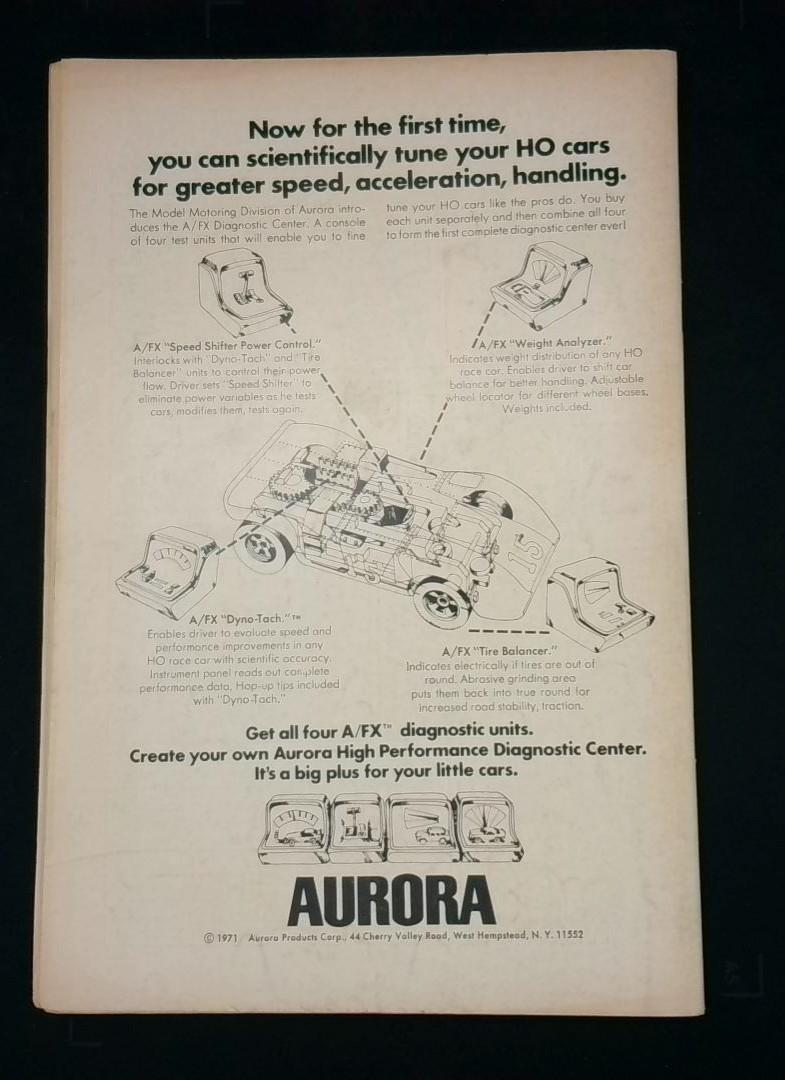 Now for the first time,
you can scientifically tune your HO cars
for greater speed, acceleration, handling.
The Model Motoring Division of Aurora intro-
duces the A/FX Diagnostic Center. A console
of four test units that will enable you to fine
tune your HO cars like the pros do. You buy
each unit separately and then combine all four
to form the first complete diagnostic center ever!
A/FX "Speed Shifter Power Control."
Interlocks with "Dyno-Tach" and "Tire
Balancer" units to control their power
flow. Driver sets "Speed Shifter" to
eliminate power variables as he tests
cars, modifies them, tests again.
A/FX "Weight Analyzer."
Indicates weight distribution of any HO
race car. Enables driver to shift car
balance for better handling. Adjustable
wheel locator for different wheel bases.
Weights included.
15
A/FX "Dyno-Tach."™
Enables driver to evaluate speed and
performance improvements in any
HO race car with scientific accuracy.
Instrument panel reads out complete
performance data. Hop-up tips included
with "Dyno-Tach."
A/FX "Tire Balancer."
Indicates electrically if tires are out of
round. Abrasive grinding area
puts them back into true round for
increased road stability, traction.
Get all four A/FX™ diagnostic units.
Create your own Aurora High Performance Diagnostic Center.
It's a big plus for your little cars.
AURORA
© 1971 Aurora Products Corp., 44 Cherry Valley Road, West Hempstead, N. Y. 11552